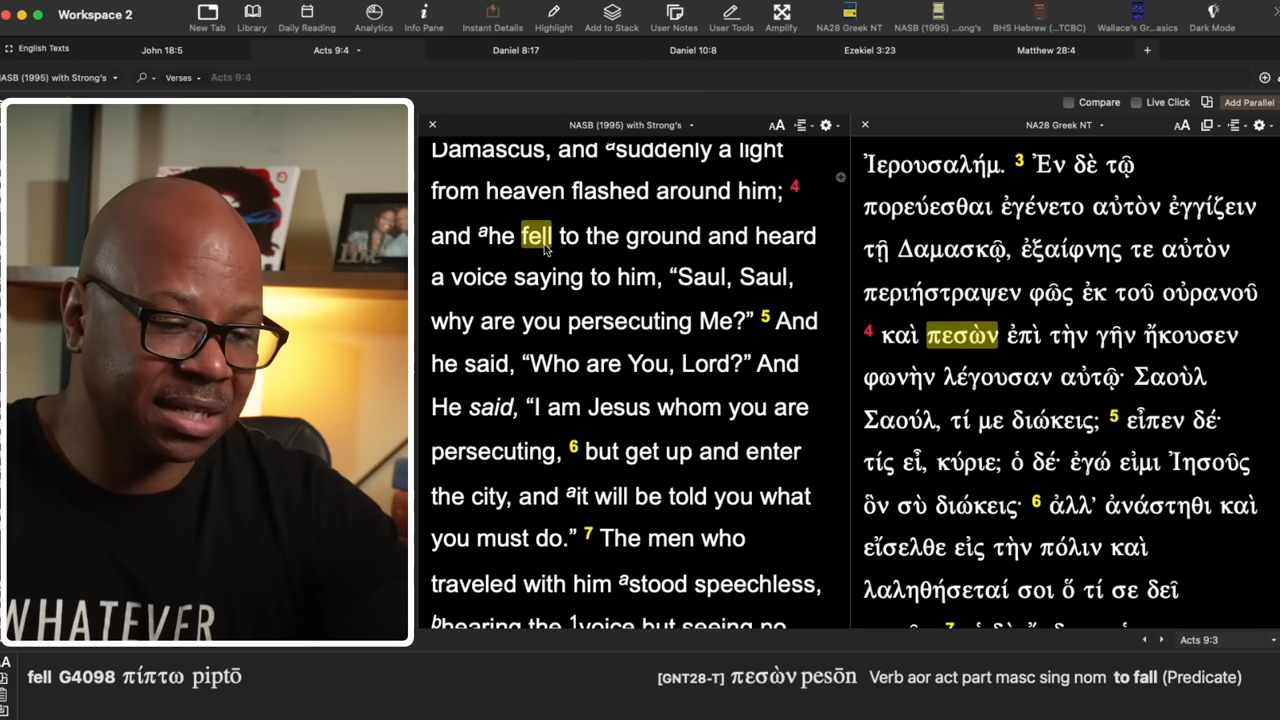 Workspace 2
New Tab
Library
Daily Reading
Analytics
Info Pane
Instant Details
Highlight
Add to Stack
User Notes
User Tools
Amplify
NA28 Greek NT
NASB (1995) ...ong's
BHS Hebrew (...TCBC)
Wallace's Gr...asics
Dark Mode
English Texts
John 18:5
Acts 9:4
Daniel 8:17
Daniel 10:8
Ezekiel 3:23
Matthew 28:4
+
NASB (1995) with Strong's
Verses
Acts 9:4
Compare
Live Click
Add Parallel
NASB (1995) with Strong's
Damascus, and asuddenly a light
from heaven flashed around him; 4
and ahe fell to the ground and heard
a voice saying to him, “Saul, Saul,
why are you persecuting Me?” 5 And
he said, “Who are You, Lord?” And
He said, “I am Jesus whom you are
persecuting, 6 but get up and enter
the city, and ait will be told you what
you must do.” 7 The men who
traveled with him astood speechless,
bhearing the 1voice but seeing no
NA28 Greek NT
Ἰερουσαλήμ. 3 Ἐν δὲ τῷ
πορεύεσθαι ἐγένετο αὐτὸν ἐγγίζειν
τῇ Δαμασκῷ, ἐξαίφνης τε αὐτὸν
περιήστραψεν φῶς ἐκ τοῦ οὐρανοῦ
4 καὶ πεσὼν ἐπὶ τὴν γῆν ἤκουσεν
φωνὴν λέγουσαν αὐτῷ· Σαοὺλ
Σαούλ, τί με διώκεις; 5 εἶπεν δέ·
τίς εἶ, κύριε; ὁ δέ· ἐγώ εἰμι Ἰησοῦς
ὃν σὺ διώκεις· 6 ἀλλ’ ἀνάστηθι καὶ
εἴσελθε εἰς τὴν πόλιν καὶ
λαληθήσεταί σοι ὅ τί σε δεῖ
Acts 9:3
WHATEVER
fell G4098 πίπτω piptō
[GNT28-T] πεσὼν pesōn Verb aor act part masc sing nom to fall (Predicate)